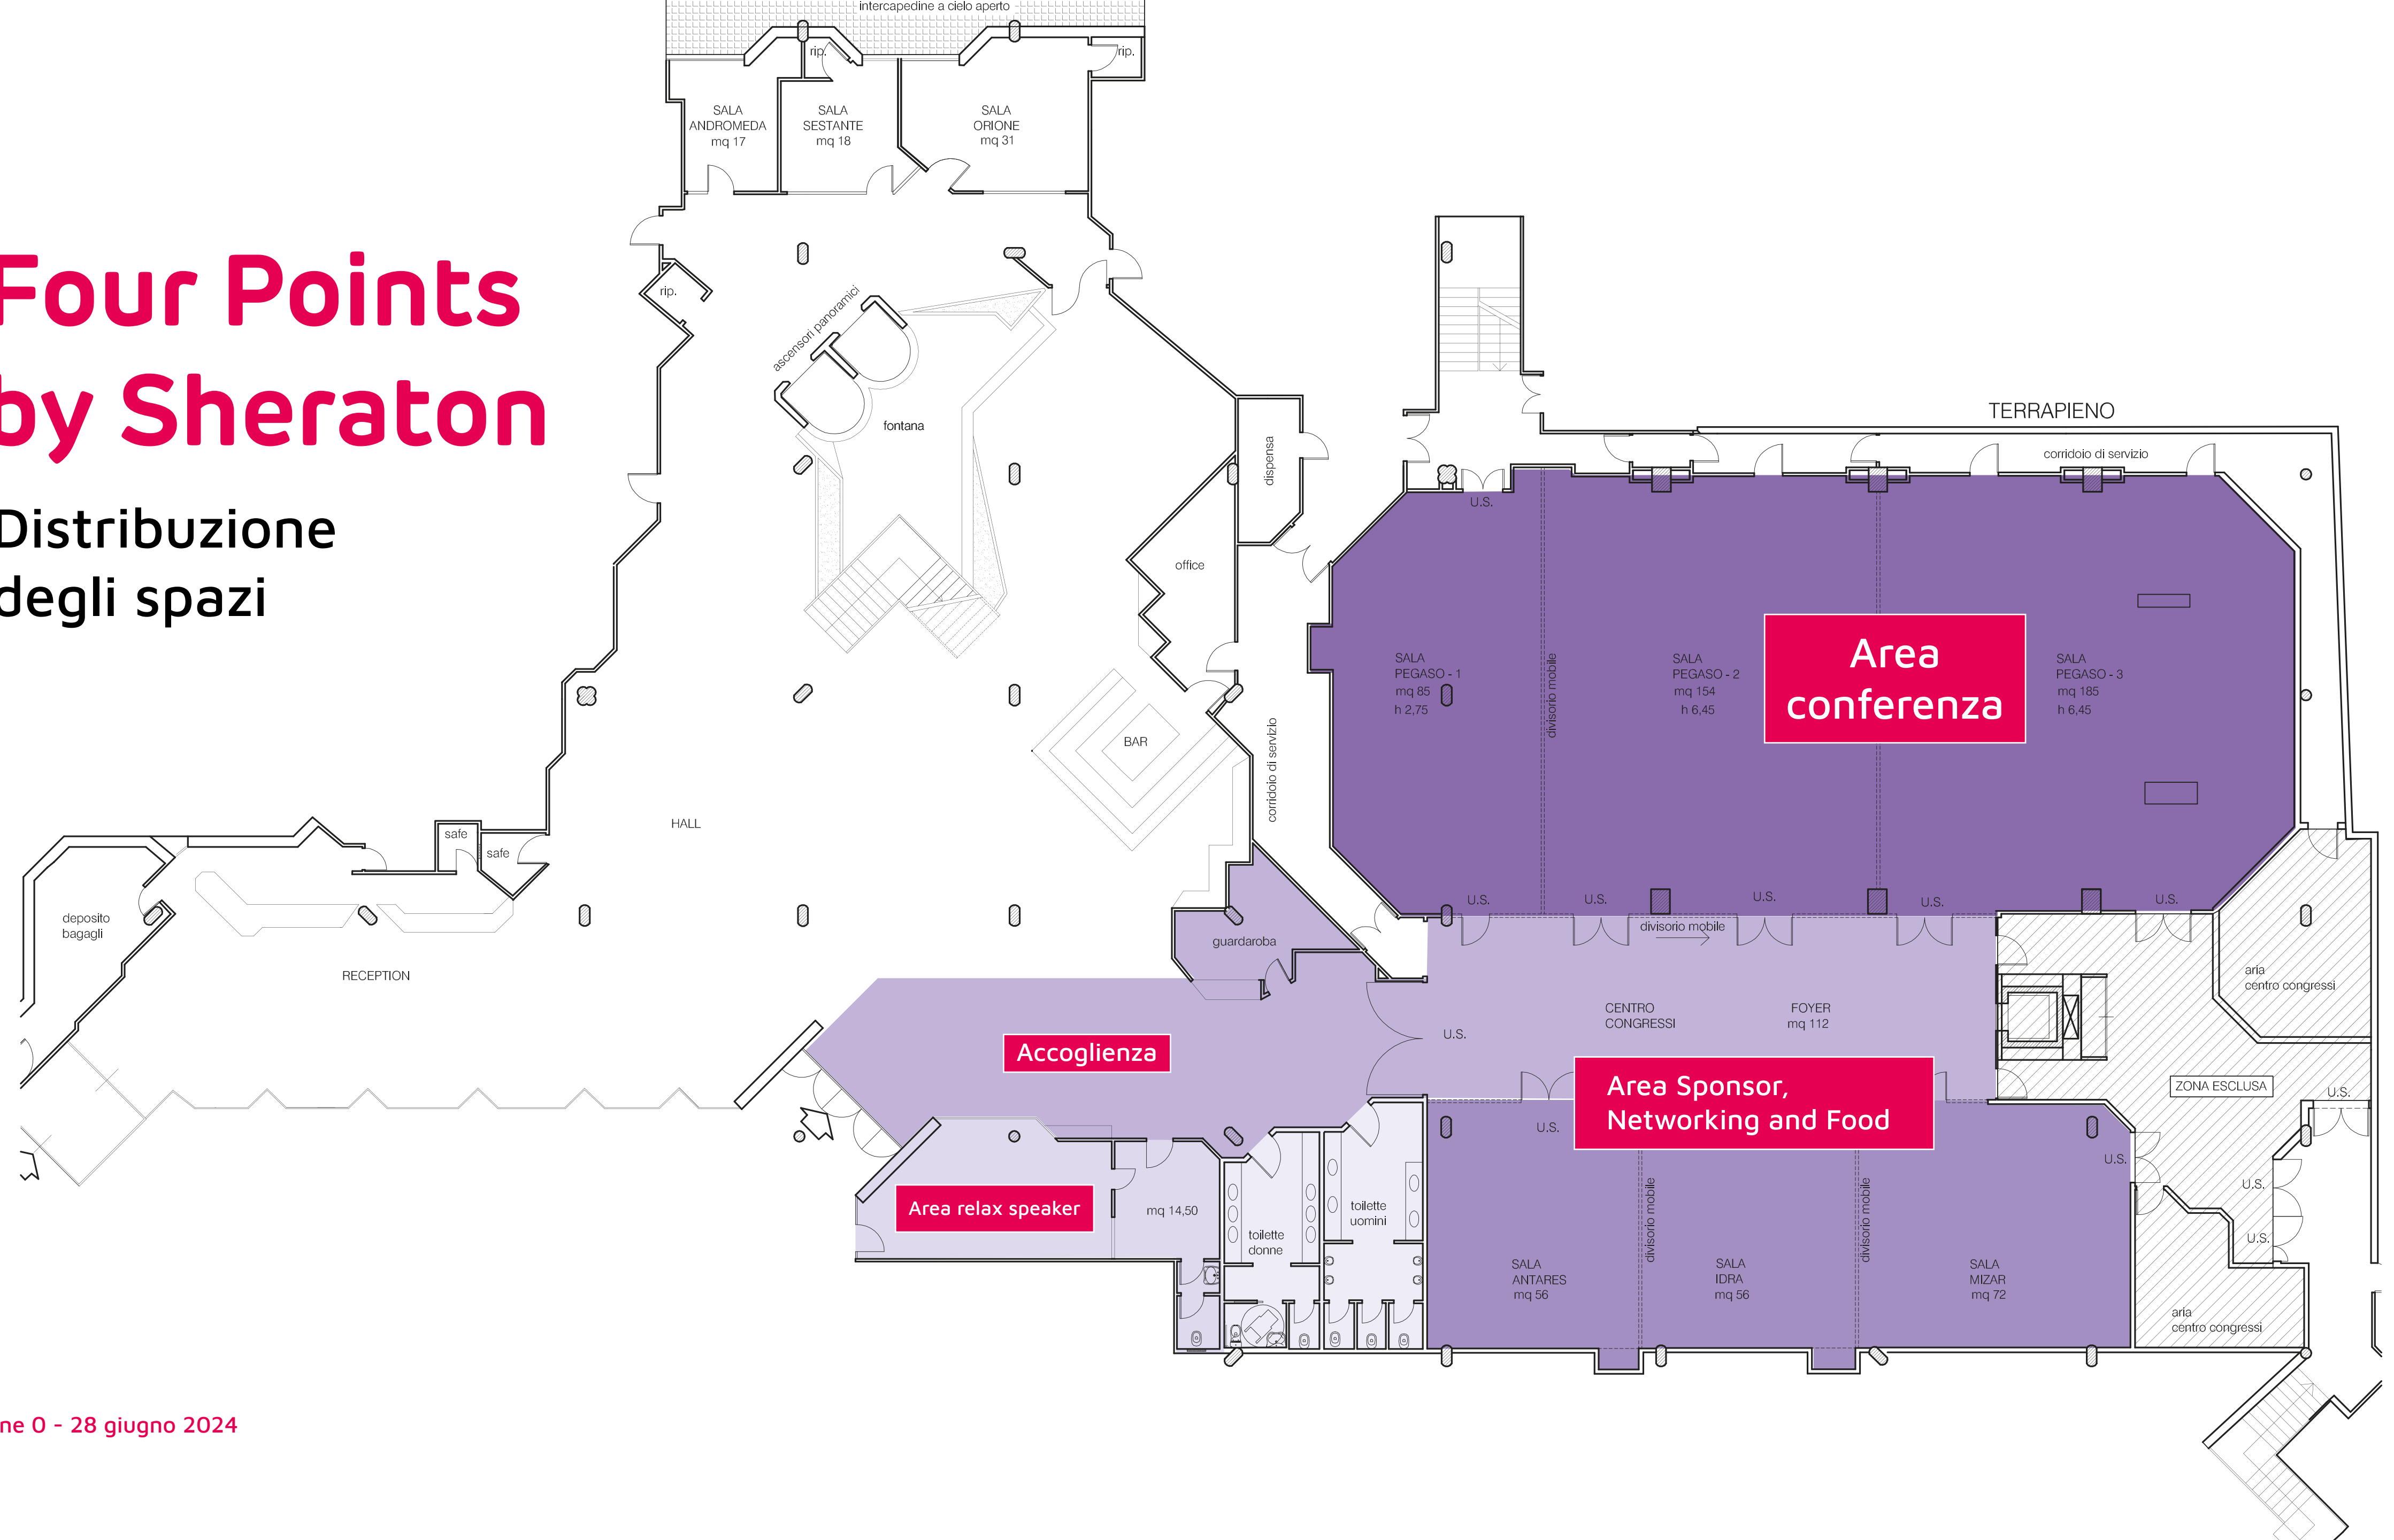 intercapedine a cielo aperto
rip.
rip.
SALA
ANDROMEDA
mq 17
SALA
SESTANTE
mq 18
SALA
ORIONE
mq 31
Four Points
by Sheraton
Distribuzione
degli spazi
rip.
ascensori panoramici
fontana
dispensa
office
TERRAPIENO
corridoio di servizio
U.S.
SALA
PEGASO - 1
mq 85
h 2,75
divisorio mobile
SALA
PEGASO - 2
mq 154
h 6,45
Area
conferenza
SALA
PEGASO - 3
mq 185
h 6,45
BAR
corridoio di servizio
HALL
safe
safe
deposito
bagagli
RECEPTION
guardaroba
U.S.
U.S.
U.S.
U.S.
U.S.
divisorio mobile
aria
centro congressi
CENTRO
CONGRESSI
FOYER
mq 112
U.S.
Accoglienza
Area Sponsor,
Networking and Food
ZONA ESCLUSA
U.S.
U.S.
U.S.
U.S.
U.S.
Area relax speaker
mq 14,50
toilette
donne
toilette
uomini
divisorio mobile
divisorio mobile
SALA
ANTARES
mq 56
SALA
IDRA
mq 56
SALA
MIZAR
mq 72
aria
centro congressi
ne 0 - 28 giugno 2024